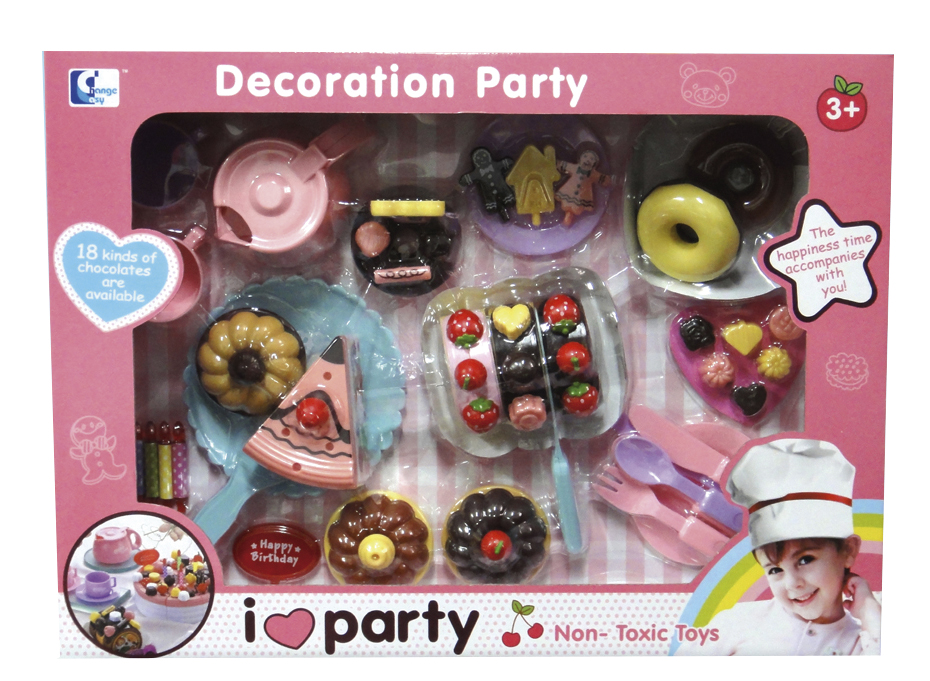 Change
Easy
™
Decoration Party
3+
18 kinds of
chocolates
are
available
The
happiness time
accompanies
with
you!
Happy
Birthday
i party
Non- Toxic Toys